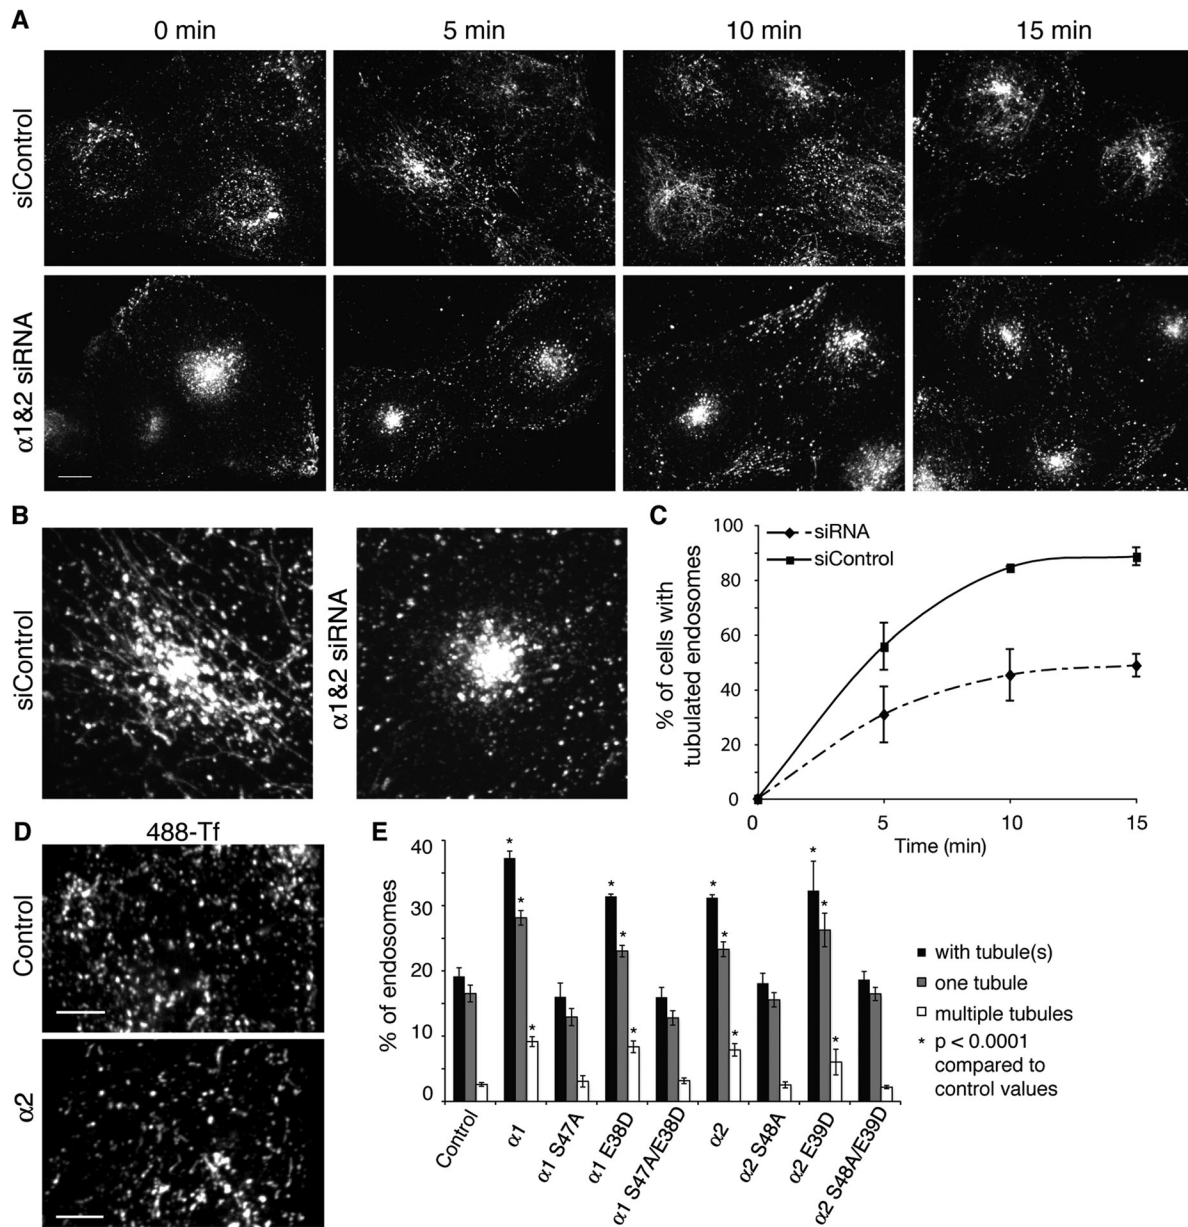 A
0 min
5 min
10 min
15 min
siControl
α1&2 siRNA
B
siControl
α1&2 siRNA
C
% of cells with
tubulated endosomes
100
80
60
40
20
0
siRNA
siControl
0
5
10
15
Time (min)
D
488-Tf
Control
α2
E
% of endosomes
40
30
20
10
0
* * * * * * * * * * * *
Control
α1
α1 S47A
α1 E38D
α1 S47A/E38D
α2
α2 S48A
α2 E39D
α2 S48A/E39D
with tubule(s)
one tubule
multiple tubules
* p < 0.0001
compared to
control values